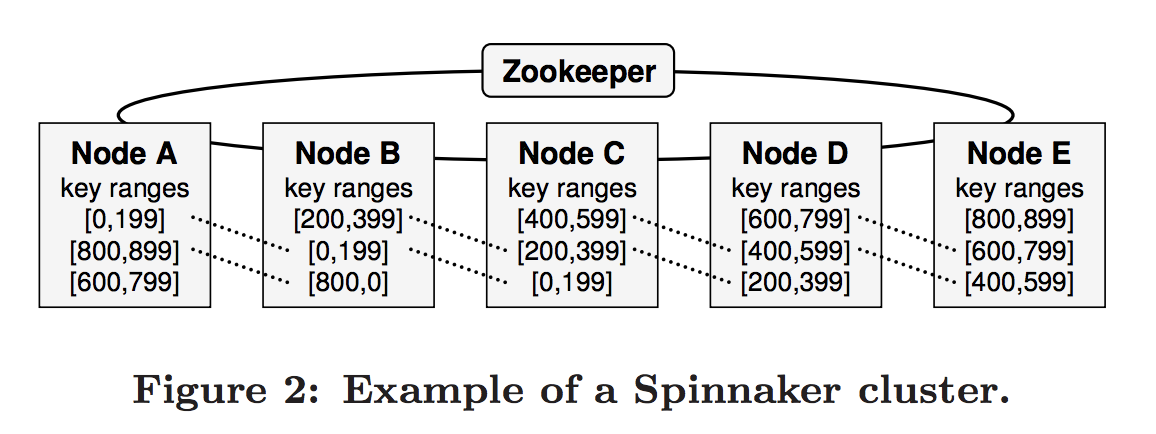 Zookeeper
Node A
key ranges
[0,199]
[800,899]
[600,799]
Node B
key ranges
[200,399]
[0,199]
[800,0]
Node C
key ranges
[400,599]
[200,399]
[0,199]
Node D
key ranges
[600,799]
[400,599]
[200,399]
Node E
key ranges
[800,899]
[600,799]
[400,599]
Figure 2: Example of a Spinnaker cluster.